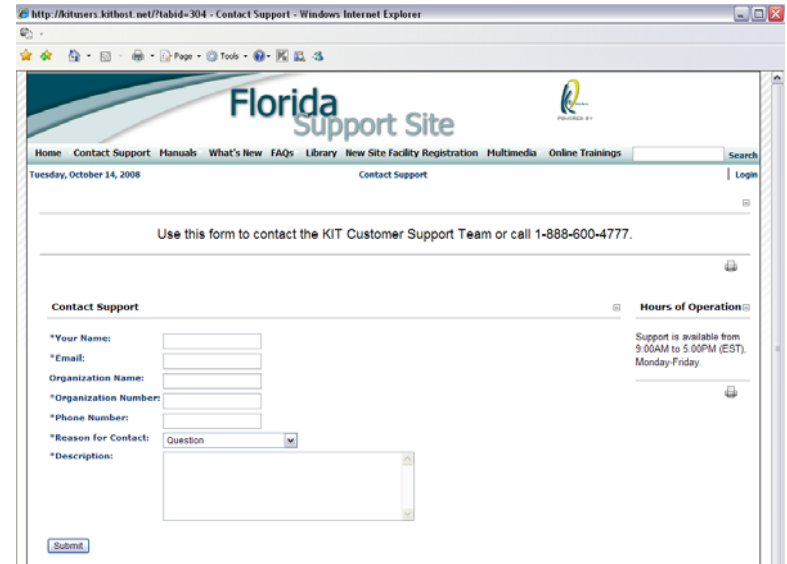 http://kitusers.kithost.net/?tabid=304 - Contact Support - Windows Internet Explorer
Page Tools
Florida
Support Site
POWERED BY
Home Contact Support Manuals What's New FAQs Library New Site Facility Registration Multimedia Online Trainings Search
Tuesday, October 14, 2008 Contact Support | Login
Use this form to contact the KIT Customer Support Team or call 1-888-600-4777.
Contact Support
*Your Name:
*Email:
Organization Name:
*Organization Number:
*Phone Number:
*Reason for Contact: Question
*Description:
Submit
Hours of Operation
Support is available from
9:00AM to 5:00PM (EST),
Monday-Friday.